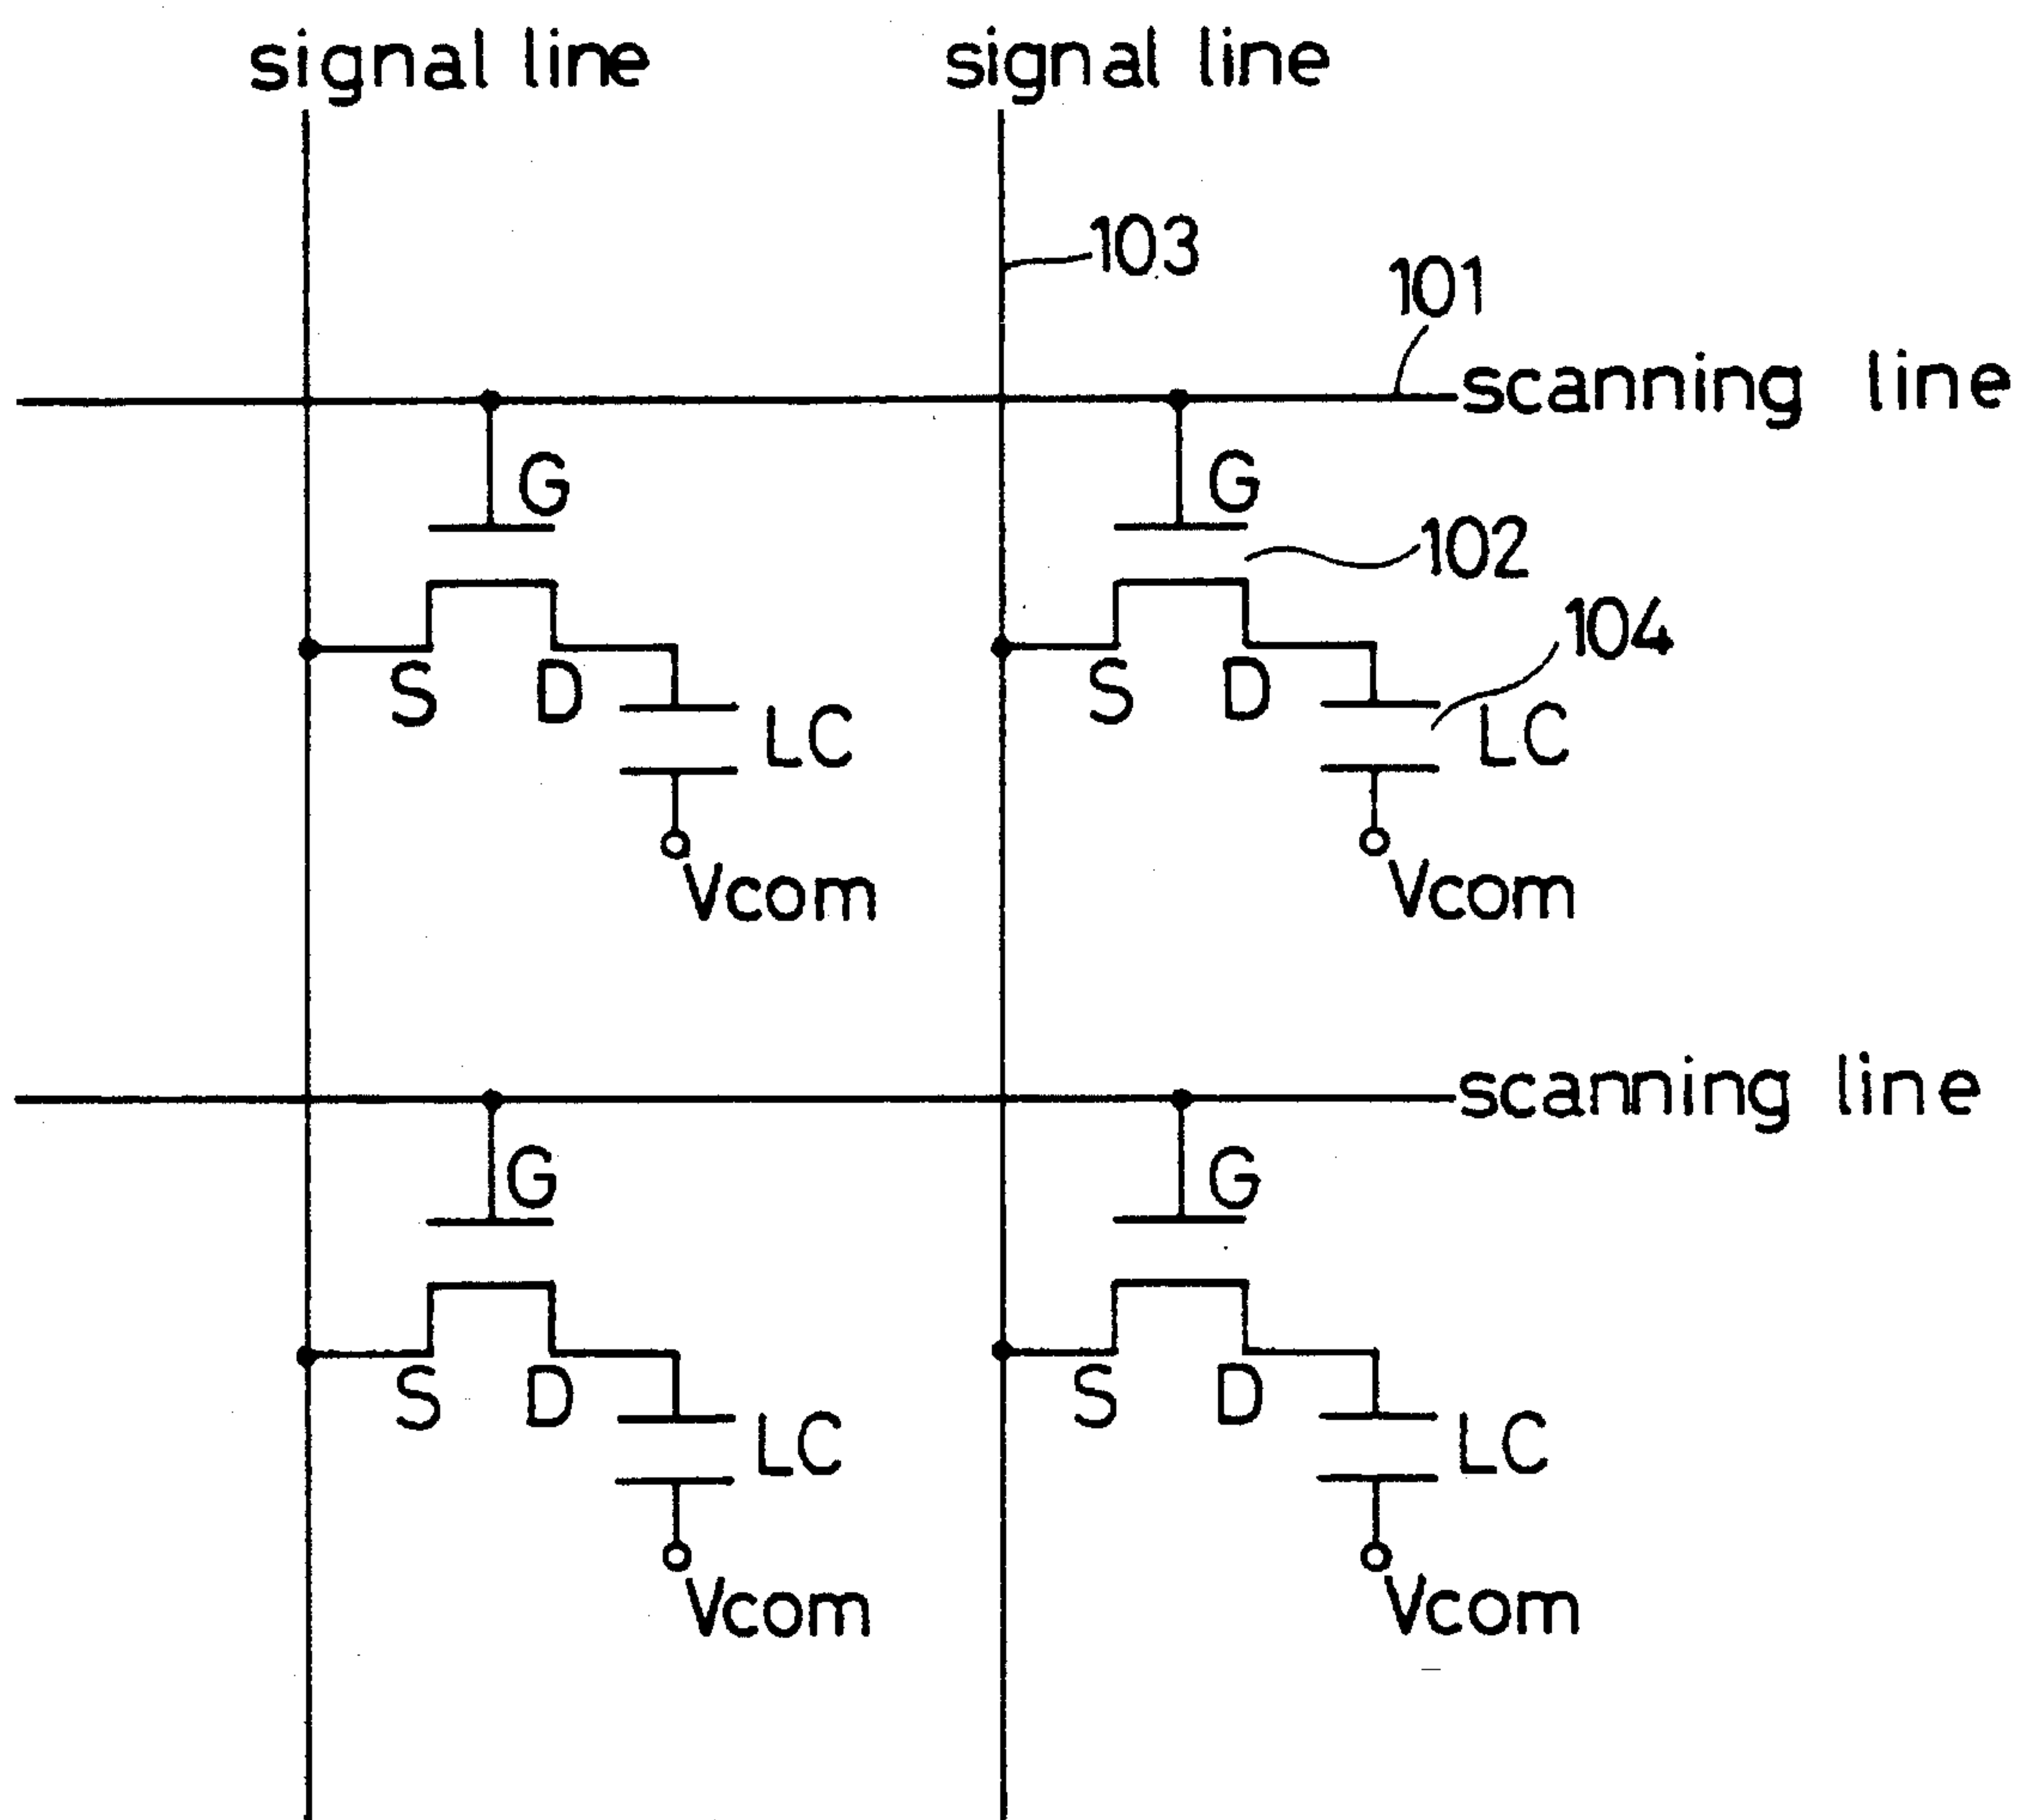 signal line
signal line
103
101
scanning line
G
G
102
104
S
D
LC
S
D
LC
Vcom
Vcom
scanning line
G
G
S
D
LC
S
D
LC
Vcom
Vcom